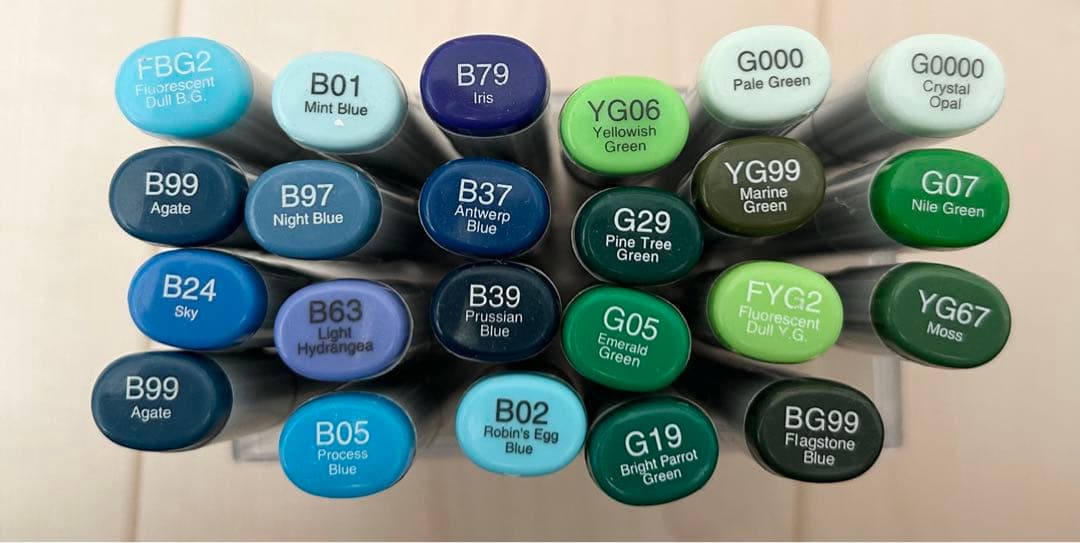 FBG2
Fluorescent
Dull B.G.
B01
Mint Blue
B79
Iris
YG06
Yellowish
Green
G000
Pale Green
G0000
Crystal
Opal
B99
Agate
B97
Night Blue
B37
Antwerp
Blue
G29
Pine Tree
Green
YG99
Marine
Green
G07
Nile Green
B24
Sky
B63
Light
Hydrangea
B39
Prussian
Blue
G05
Emerald
Green
FYG2
Fluorescent
Dull Y.G.
YG67
Moss
B99
Agate
B05
Process
Blue
B02
Robin's Egg
Blue
G19
Bright Parrot
Green
BG99
Flagstone
Blue